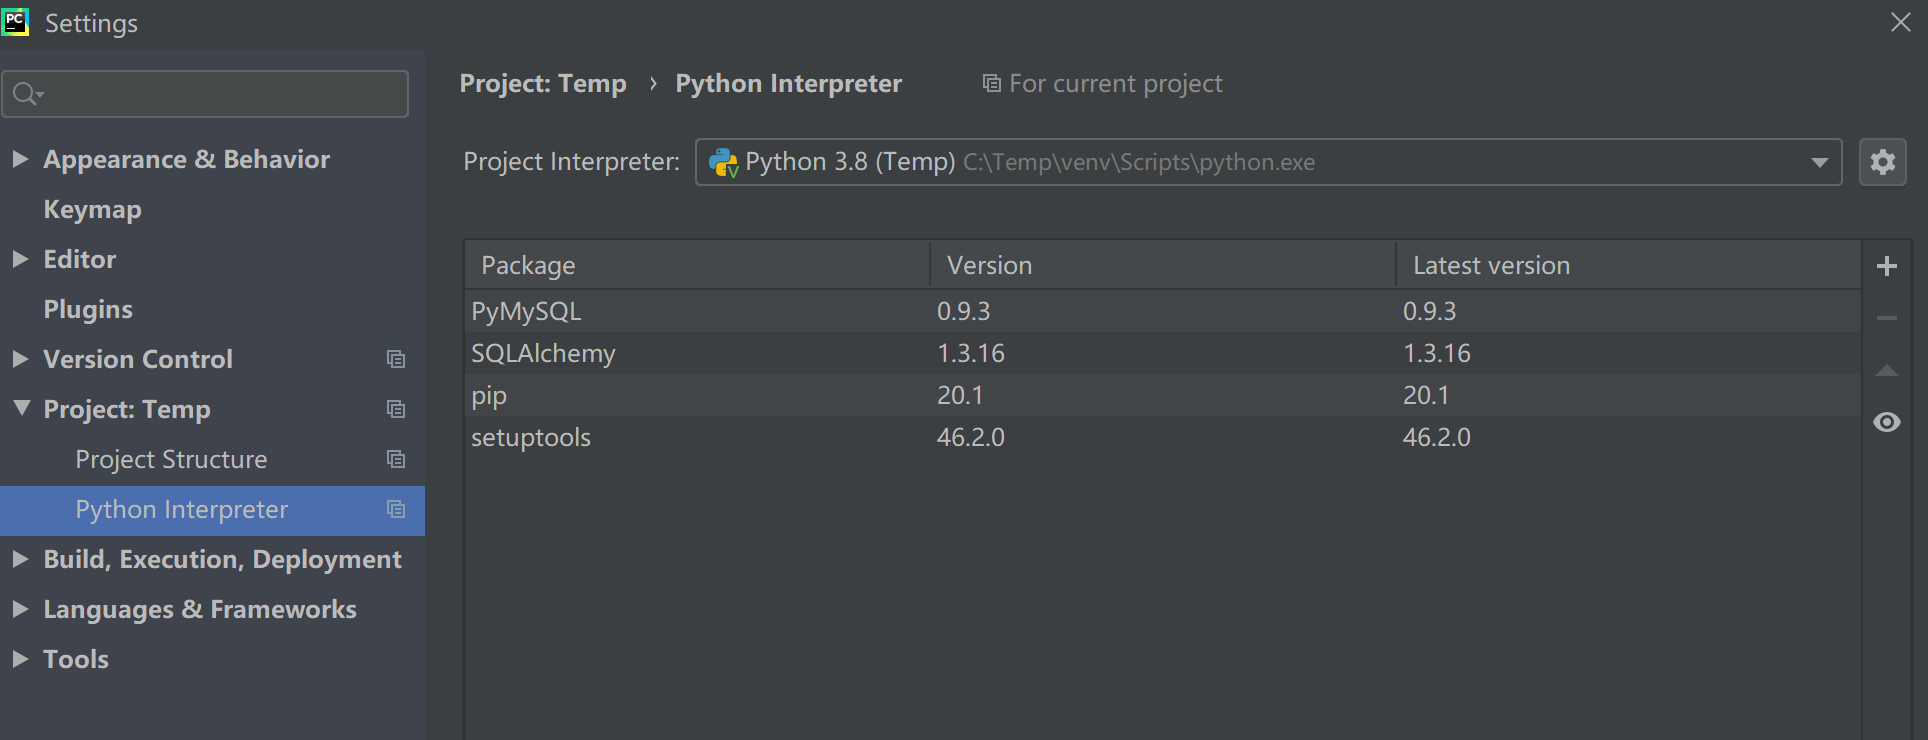 PC Settings
Appearance & Behavior
Keymap
Editor
Plugins
Version Control
Project: Temp
Project Structure
Python Interpreter
Build, Execution, Deployment
Languages & Frameworks
Tools
Project: Temp › Python Interpreter For current project
Project Interpreter: Python 3.8 (Temp) C:\Temp\venv\Scripts\python.exe
Package Version Latest version
PyMySQL 0.9.3 0.9.3
SQLAlchemy 1.3.16 1.3.16
pip 20.1 20.1
setuptools 46.2.0 46.2.0